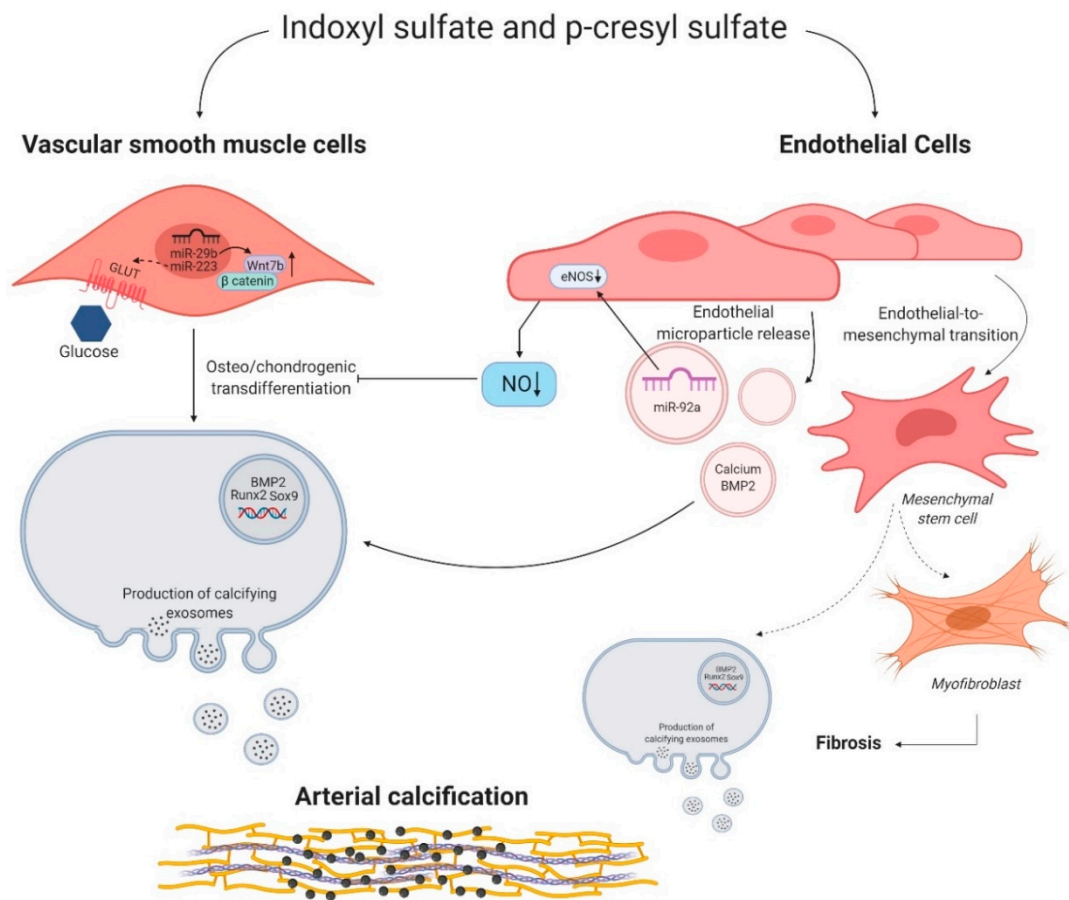 Indoxyl sulfate and p-cresyl sulfate
Vascular smooth muscle cells
Endothelial Cells
miR-29b
miR-223
Wnt7b
β catenin
GLUT
Glucose
eNOS
Endothelial
microparticle release
Endothelial-to-
mesenchymal transition
Osteo/chondrogenic
transdifferentiation
NO
miR-92a
Calcium
BMP2
Mesenchymal
stem cell
BMP2
Runx2 Sox9
Production of calcifying
exosomes
Myofibroblast
BMP2
Runx2 Sox9
Production of
calcifying exosomes
Fibrosis
Arterial calcification